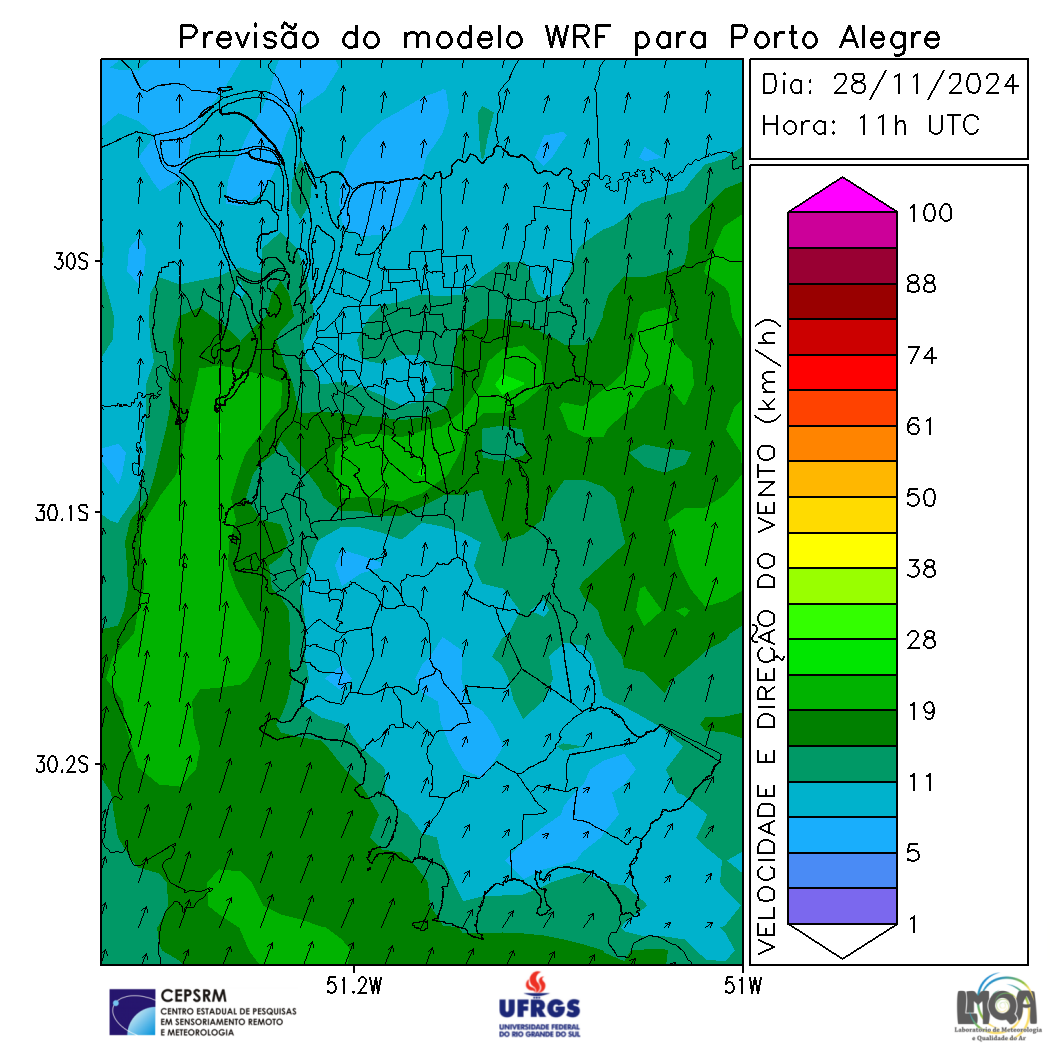 Previsão do modelo WRF para Porto Alegre
Dia: 28/11/2024
Hora: 11h UTC
VELOCIDADE E DIREÇÃO DO VENTO (km/h)
100
88
74
61
50
38
28
19
11
5
1
30S
30.1S
30.2S
51.2W
51W
CEPSRM
CENTRO ESTADUAL DE PESQUISAS
EM SENSORIAMENTO REMOTO
E METEOROLOGIA
UFRGS
UNIVERSIDADE FEDERAL
DO RIO GRANDE DO SUL
LMQA
Laboratório de Meteorologia
e Qualidade do Ar